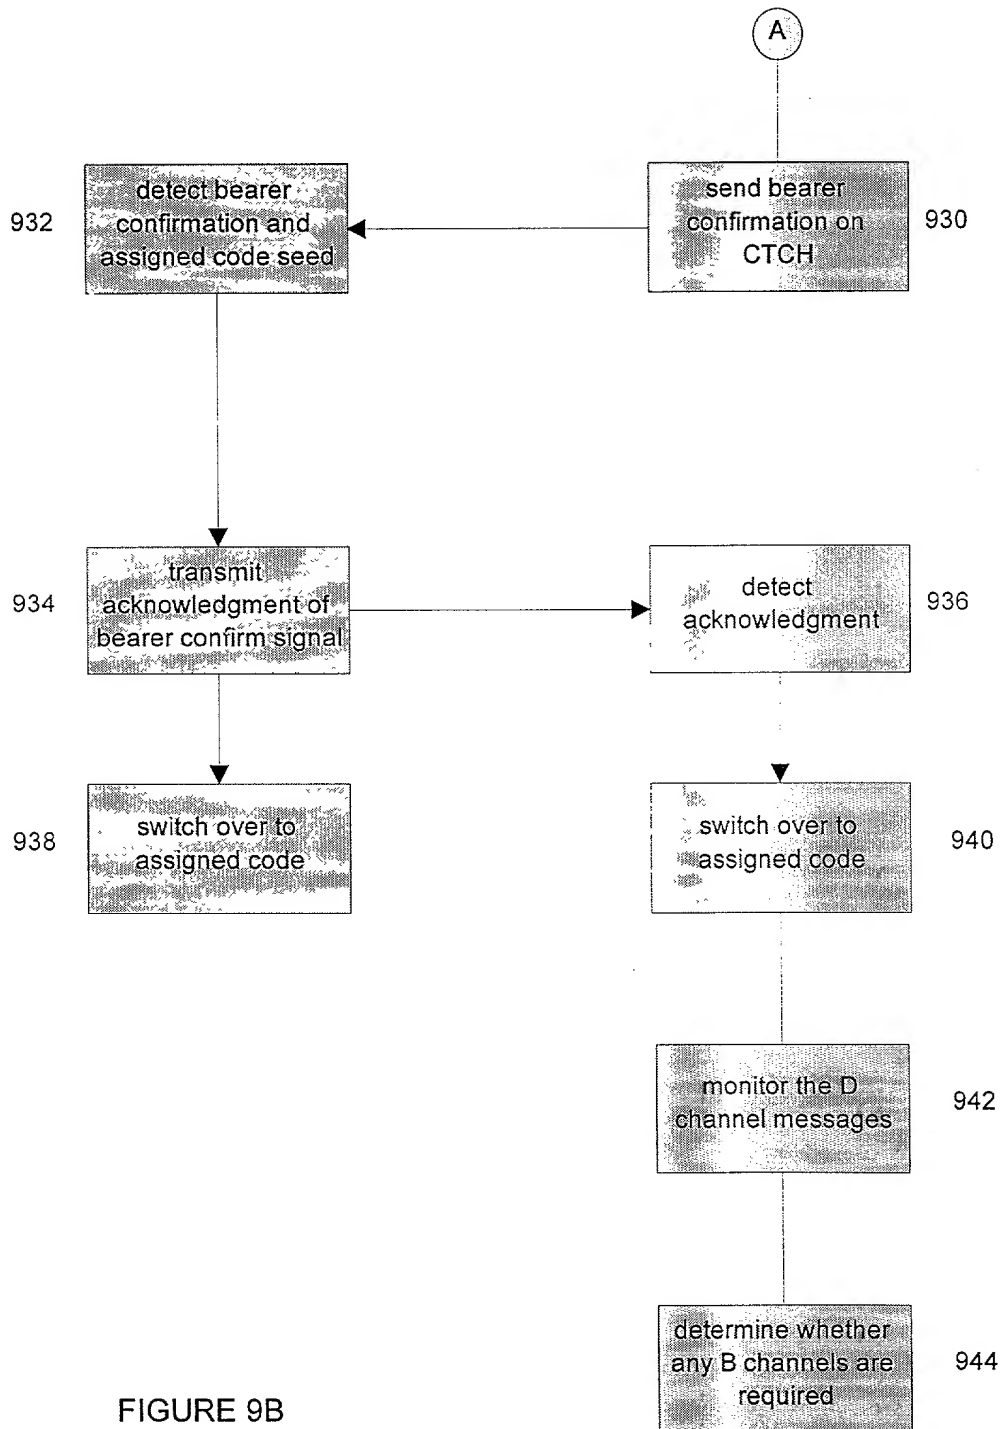 A
932
detect bearer
confirmation and
assigned code seed
send bearer
confirmation on
CTCH
930
934
transmit
acknowledgment of
bearer confirm signal
detect
acknowledgment
936
938
switch over to
assigned code
switch over to
assigned code
940
monitor the D
channel messages
942
determine whether
any B channels are
required
944
FIGURE 9B